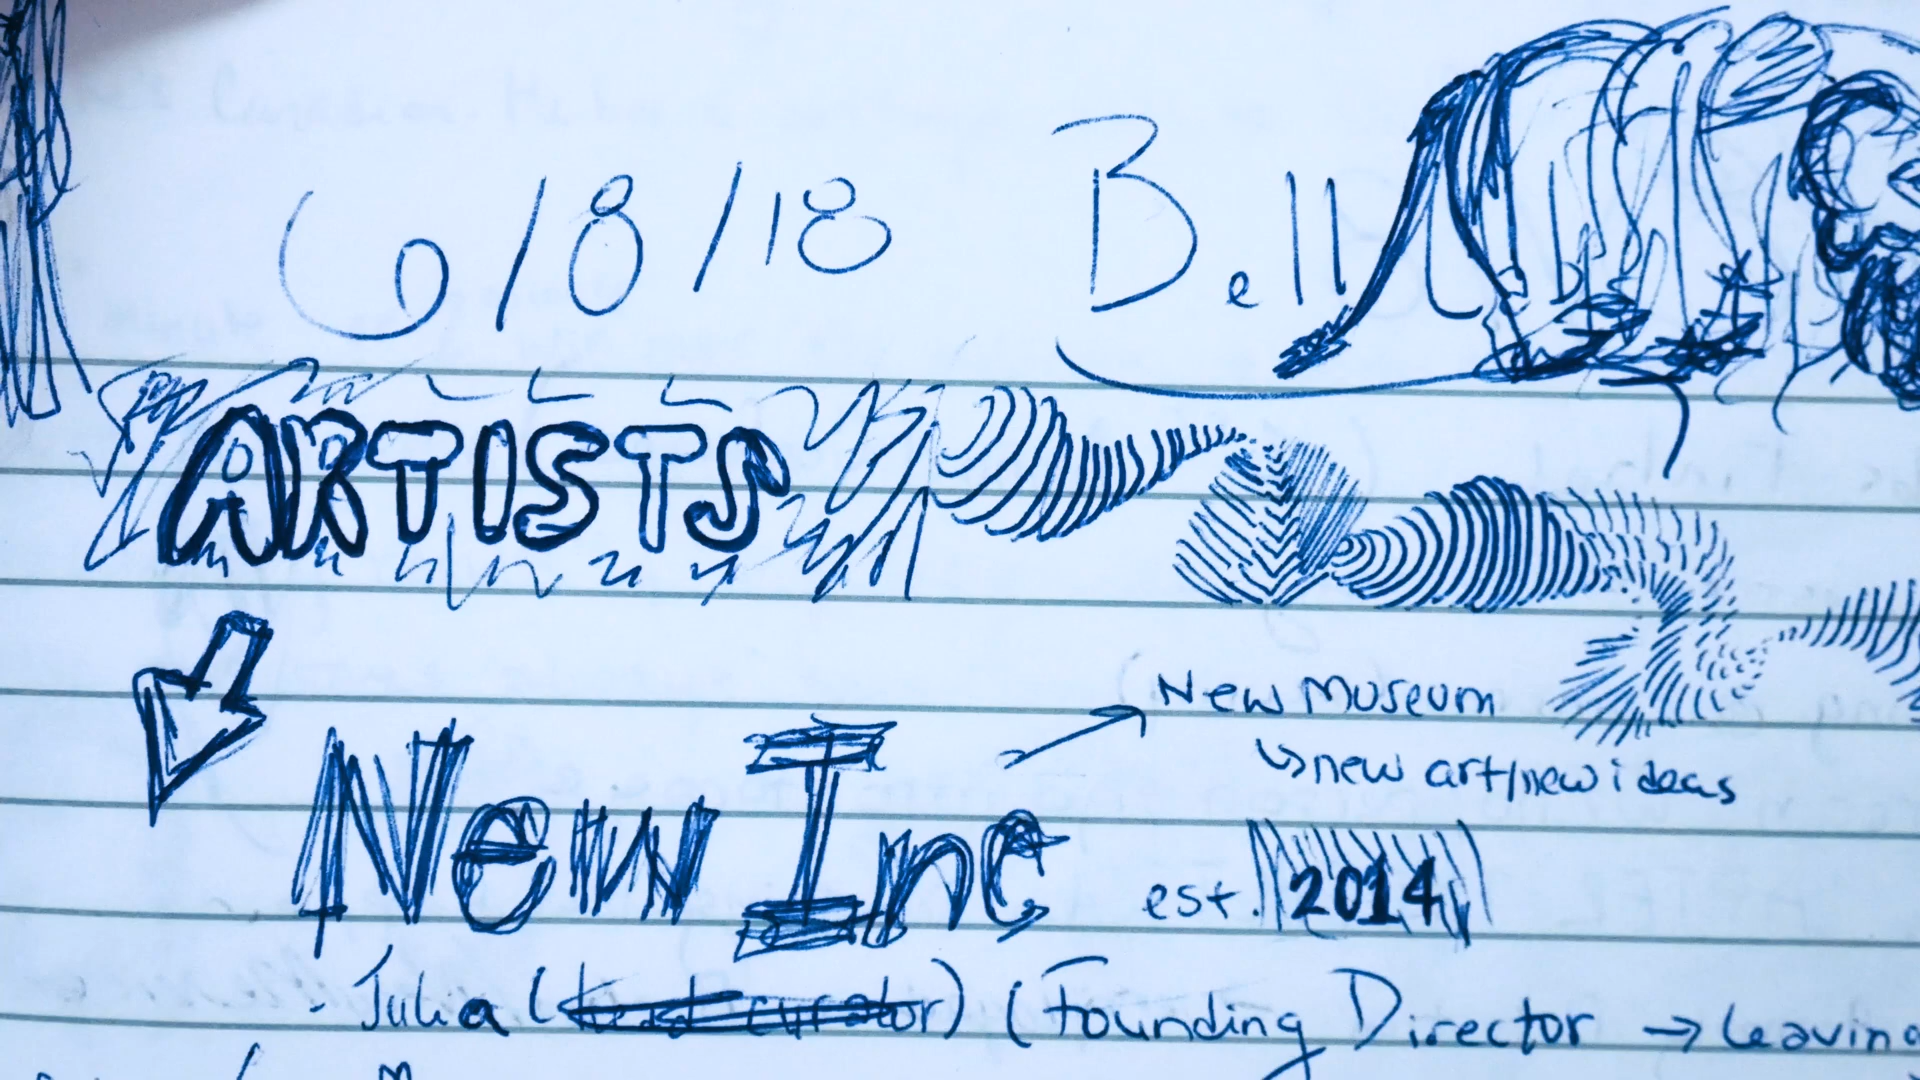 6/8/18 Bell
ARTISTS
New Museum
↳new art/new ideas
New Inc → est. 2014
- Julia (head curator) (Founding Director → leaving